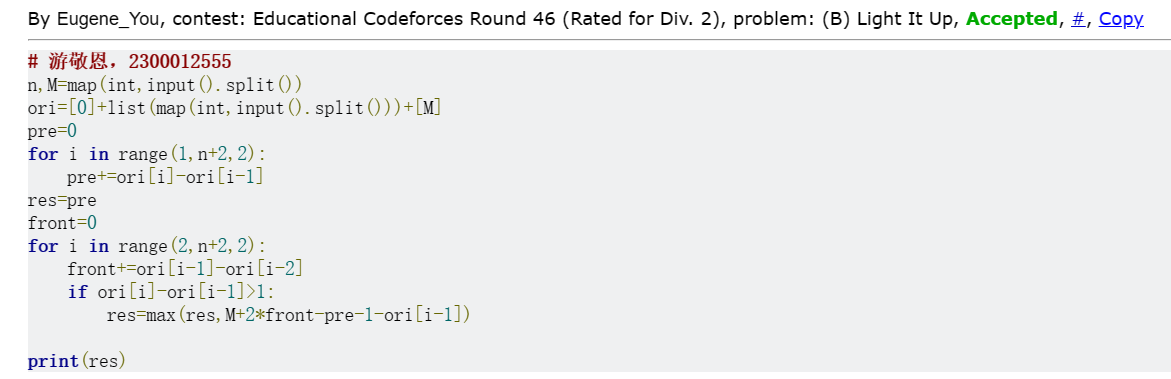 By Eugene_You, contest: Educational Codeforces Round 46 (Rated for Div. 2), problem: (B) Light It Up, Accepted, #, Copy
# 游敬恩，2300012555
n,M=map(int,input().split())
ori=[0]+list(map(int,input().split()))+[M]
pre=0
for i in range(1,n+2,2):
    pre+=ori[i]-ori[i-1]
res=pre
front=0
for i in range(2,n+2,2):
    front+=ori[i-1]-ori[i-2]
    if ori[i]-ori[i-1]>1:
        res=max(res,M+2*front-pre-1-ori[i-1])
print(res)